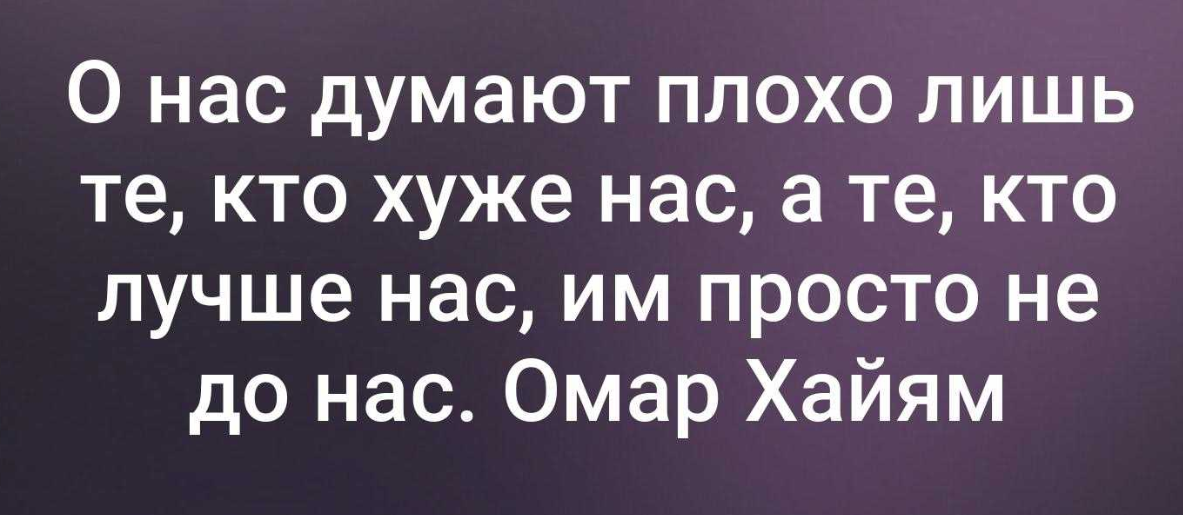 О нас думают плохо лишь
те, кто хуже нас, а те, кто
лучше нас, им просто не
до нас. Омар Хайям